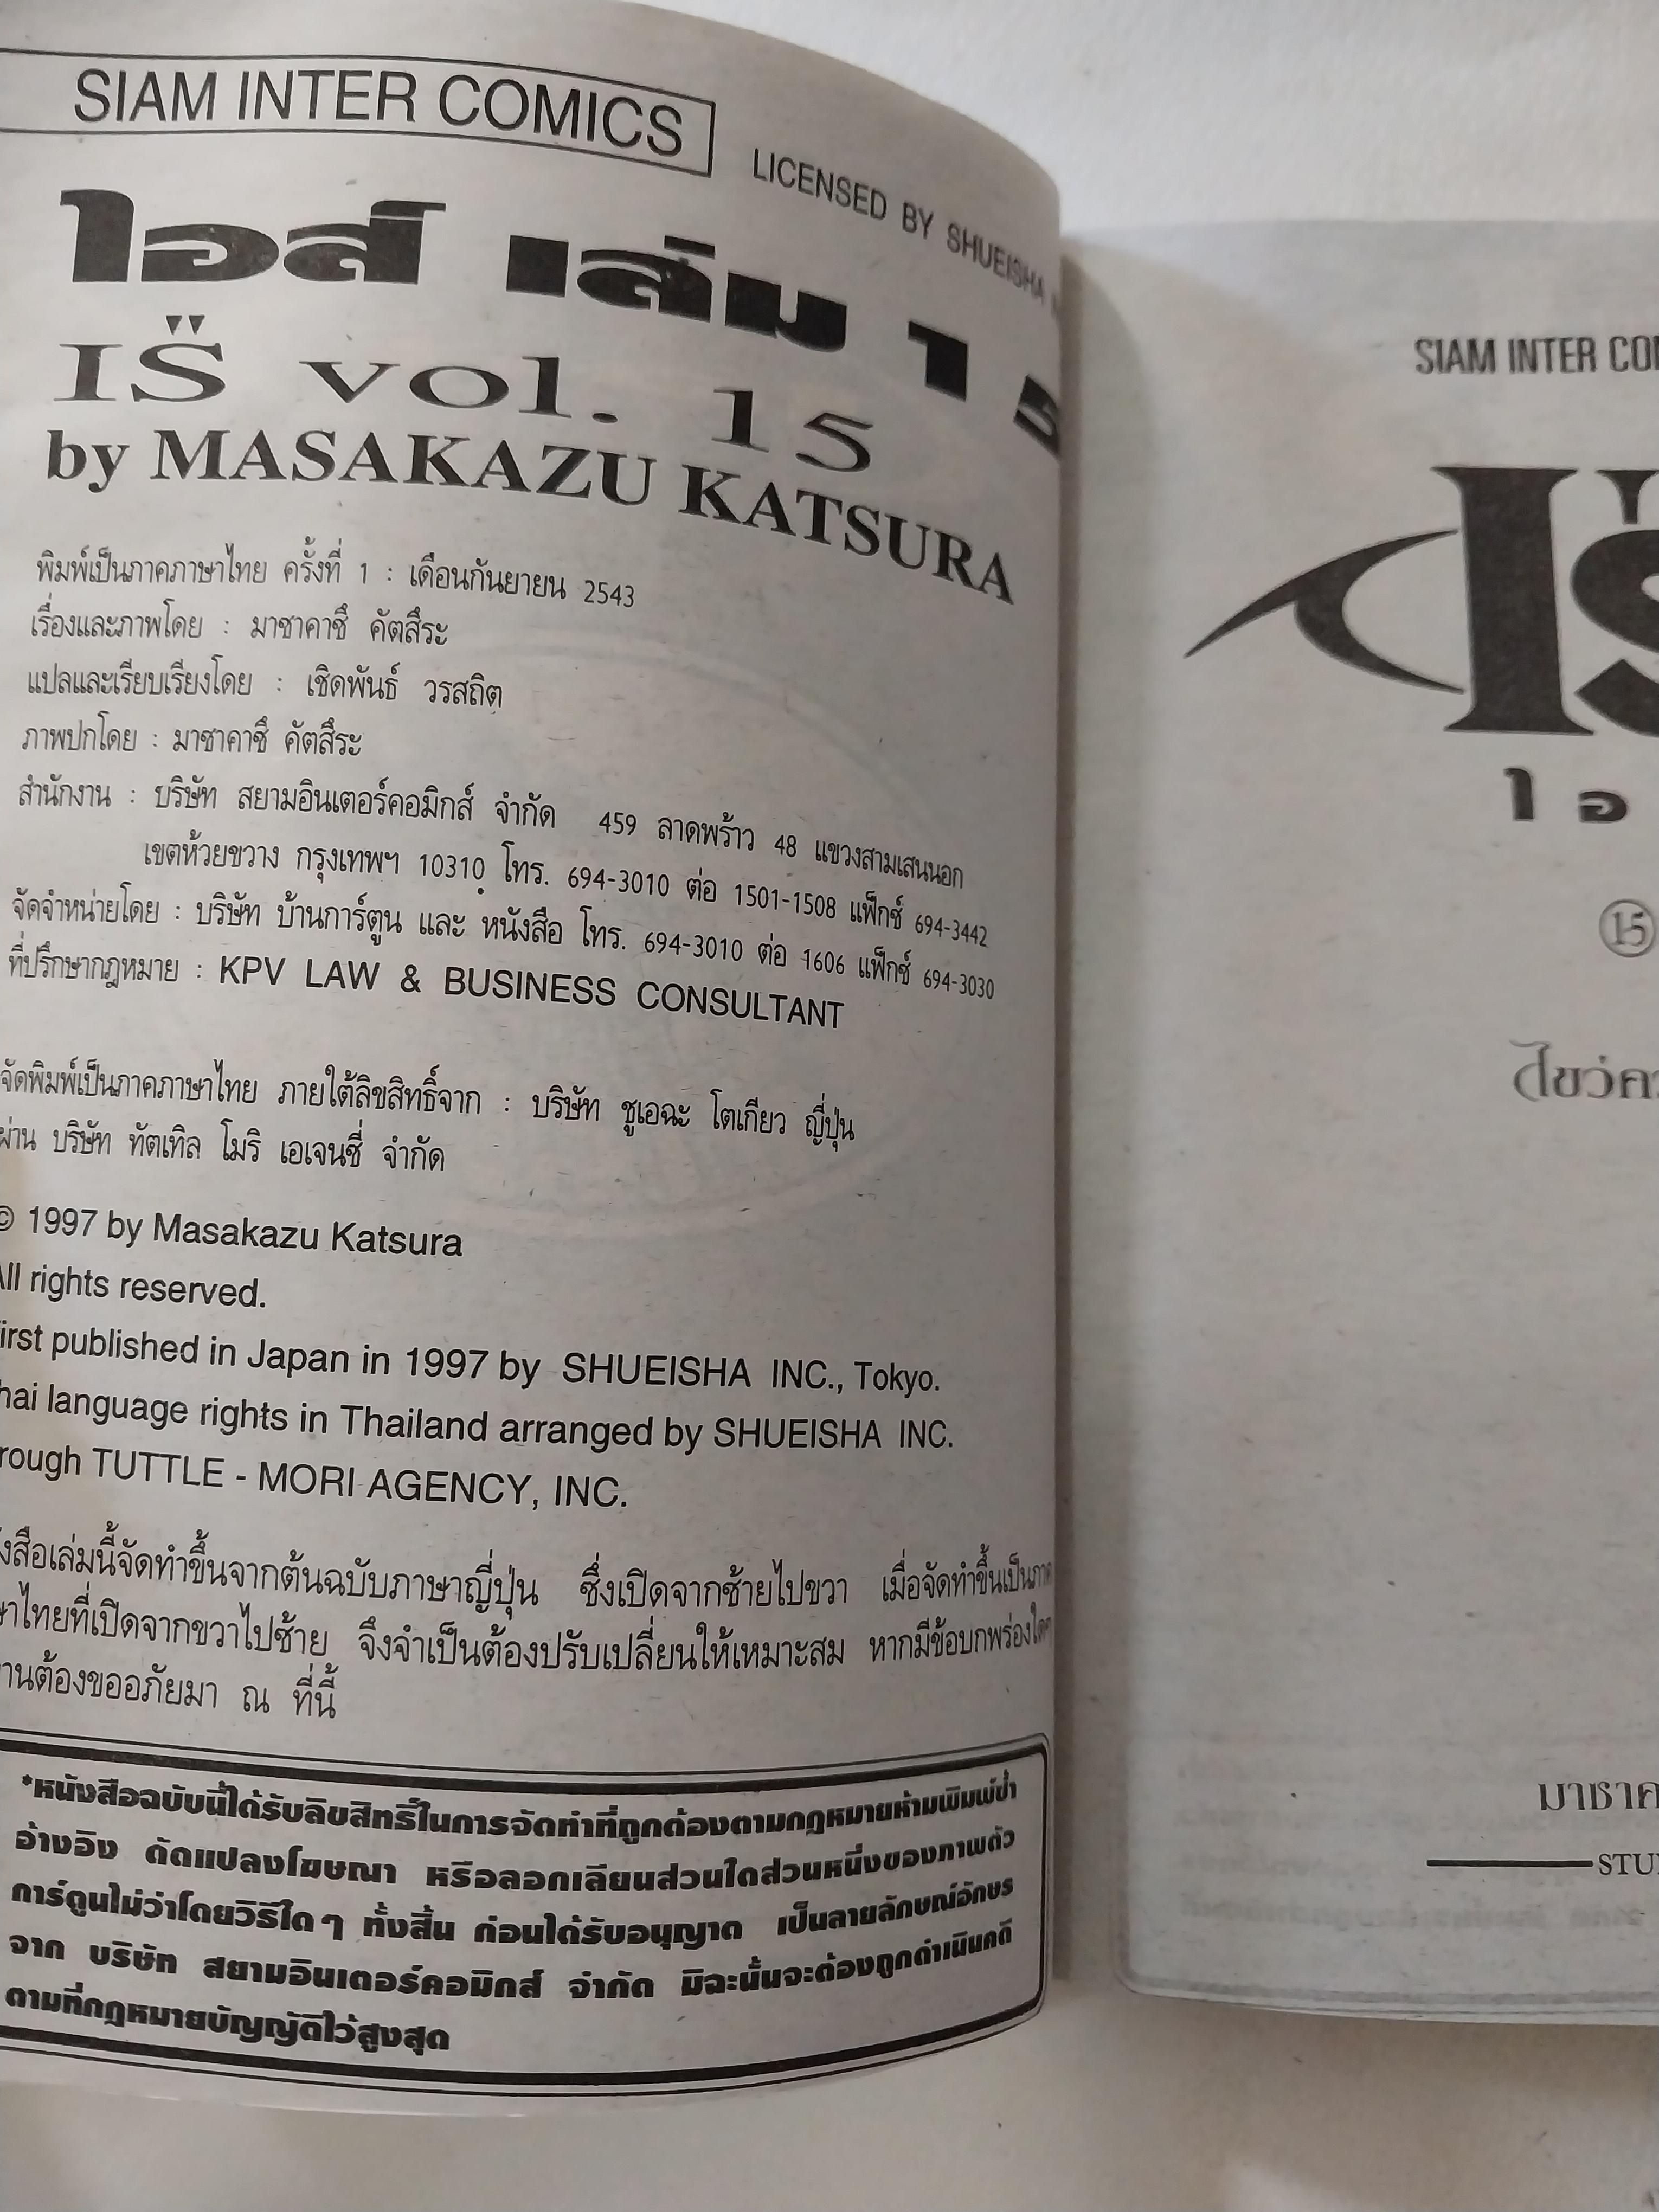 SIAM INTER COMICS
LICENSED BY SHUEISHA
ไอส์ เล่ม 15
I"S vol. 15
by MASAKAZU KATSURA
พิมพ์เป็นภาคภาษาไทย ครั้งที่ 1 : เดือนกันยายน 2543
เรื่องและภาพโดย : มาซาคาซึ คัตสึระ
แปลและเรียบเรียงโดย : เชิดพันธ์ วรสถิต
ภาพปกโดย : มาซาคาซึ คัตสึระ
สำนักงาน : บริษัท สยามอินเตอร์คอมิกส์ จำกัด 459 ลาดพร้าว 48 แขวงสามเสนนอก
เขตห้วยขวาง กรุงเทพฯ 10310 โทร. 694-3010 ต่อ 1501-1508 แฟ็กซ์ 694-3442
จัดจำหน่ายโดย : บริษัท บ้านการ์ตูน และ หนังสือ โทร. 694-3010 ต่อ 1606 แฟ็กซ์ 694-3030
ที่ปรึกษากฎหมาย : KPV LAW & BUSINESS CONSULTANT
จัดพิมพ์เป็นภาคภาษาไทย ภายใต้ลิขสิทธิ์จาก : บริษัท ชูเอฉะ โตเกียว ญี่ปุ่น
ผ่าน บริษัท ทัตเทิล โมริ เอเจนซี่ จำกัด
© 1997 by Masakazu Katsura
All rights reserved.
irst published in Japan in 1997 by SHUEISHA INC., Tokyo.
hai language rights in Thailand arranged by SHUEISHA INC.
rough TUTTLE - MORI AGENCY, INC.
งสือเล่มนี้จัดทำขึ้นจากต้นฉบับภาษาญี่ปุ่น ซึ่งเปิดจากซ้ายไปขวา เมื่อจัดทำขึ้นเป็นภาค
ษาไทยที่เปิดจากขวาไปซ้าย จึงจำเป็นต้องปรับเปลี่ยนให้เหมาะสม หากมีข้อบกพร่องใดๆ
านต้องขออภัยมา ณ ที่นี้
*หนังสือฉบับนี้ได้รับลิขสิทธิ์ในการจัดทำที่ถูกต้องตามกฎหมายห้ามพิมพ์ซ้ำ
อ้างอิง ดัดแปลงโฆษณา หรือลอกเลียนส่วนใดส่วนหนึ่งของภาพตัว
การ์ตูนไม่ว่าโดยวิธีใดๆ ทั้งสิ้น ก่อนได้รับอนุญาต เป็นลายลักษณ์อักษร
จาก บริษัท สยามอินเตอร์คอมิกส์ จำกัด มิฉะนั้นจะต้องถูกดำเนินคดี
ตามที่กฎหมายบัญญัติไว้สูงสุด
SIAM INTER COM
I"S
ไอ
15
ไขว่คว
มาซาค
STU